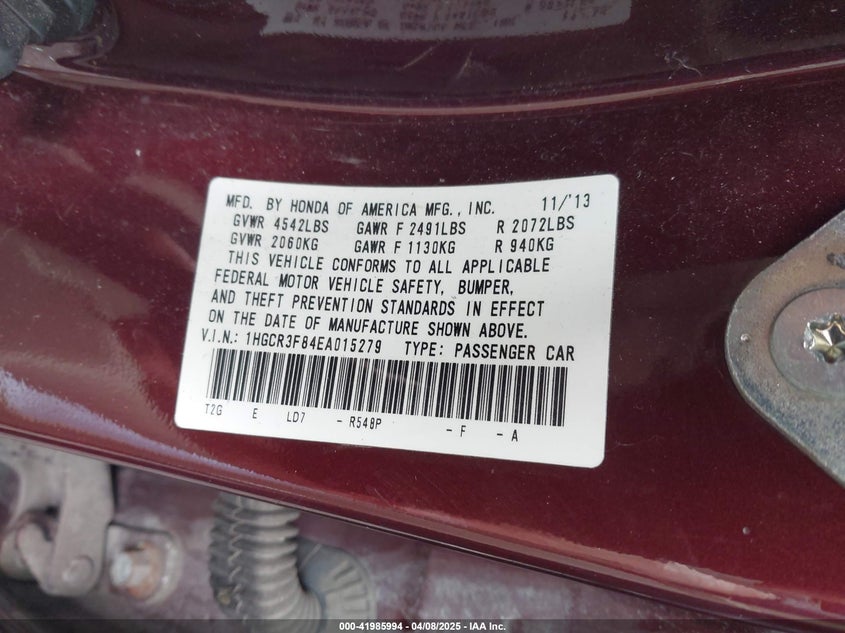 MFD. BY HONDA OF AMERICA MFG., INC. 11/'13
GVWR 4542LBS GAWR F 2491LBS R 2072LBS
GVWR 2060KG GAWR F 1130KG R 940KG
THIS VEHICLE CONFORMS TO ALL APPLICABLE
FEDERAL MOTOR VEHICLE SAFETY, BUMPER,
AND THEFT PREVENTION STANDARDS IN EFFECT
ON THE DATE OF MANUFACTURE SHOWN ABOVE.
V.I.N.: 1HGCR3F84EA015279 TYPE: PASSENGER CAR
T2G E LD7 - R548P - F - A
000-41985994 | 04/08/2025 - IAA Inc.